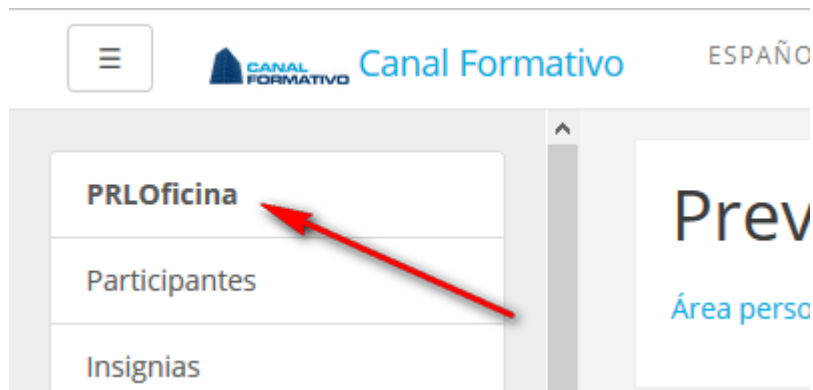 ☰ CANAL FORMATIVO Canal Formativo ESPAÑO
PRLOficina
Participantes
Insignias
Prev
Área perso